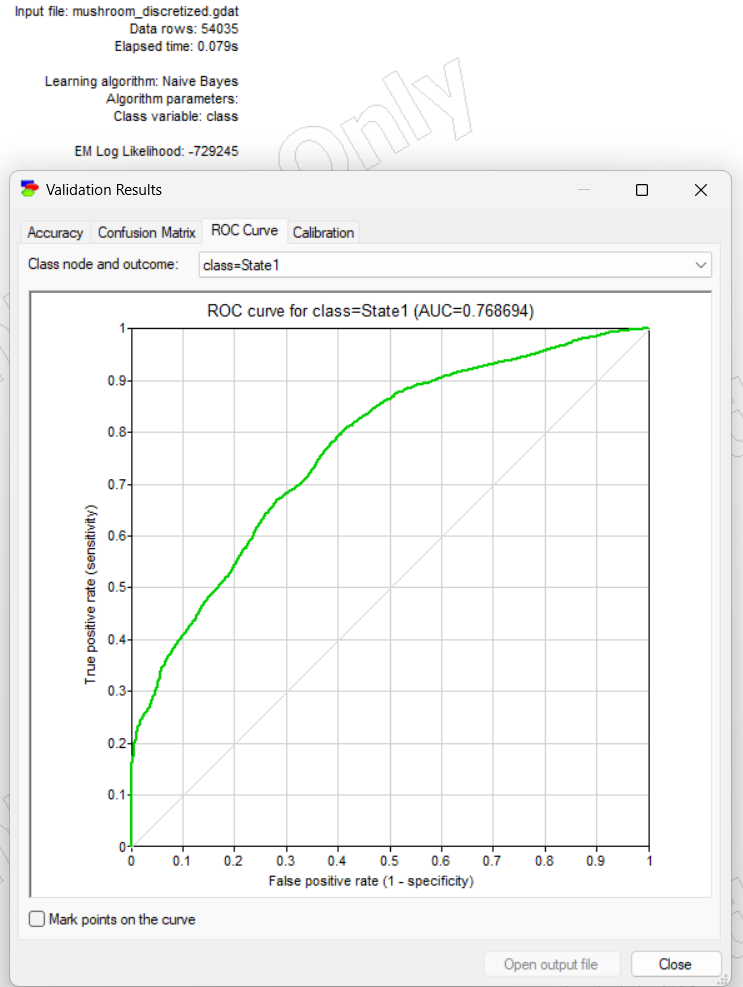 Input file: mushroom_discretized.gdat
Data rows: 54035
Elapsed time: 0.079s
Learning algorithm: Naive Bayes
Algorithm parameters:
Class variable: class
EM Log Likelihood: -729245
only
Validation Results
Accuracy Confusion Matrix ROC Curve Calibration
Class node and outcome: class=State1
ROC curve for class=State1 (AUC=0.768694)
1
0.9
0.8
0.7
0.6
0.5
0.4
0.3
0.2
0.1
0
True positive rate (sensitivity)
0 0.1 0.2 0.3 0.4 0.5 0.6 0.7 0.8 0.9 1
False positive rate (1 - specificity)
Mark points on the curve
Open output file Close